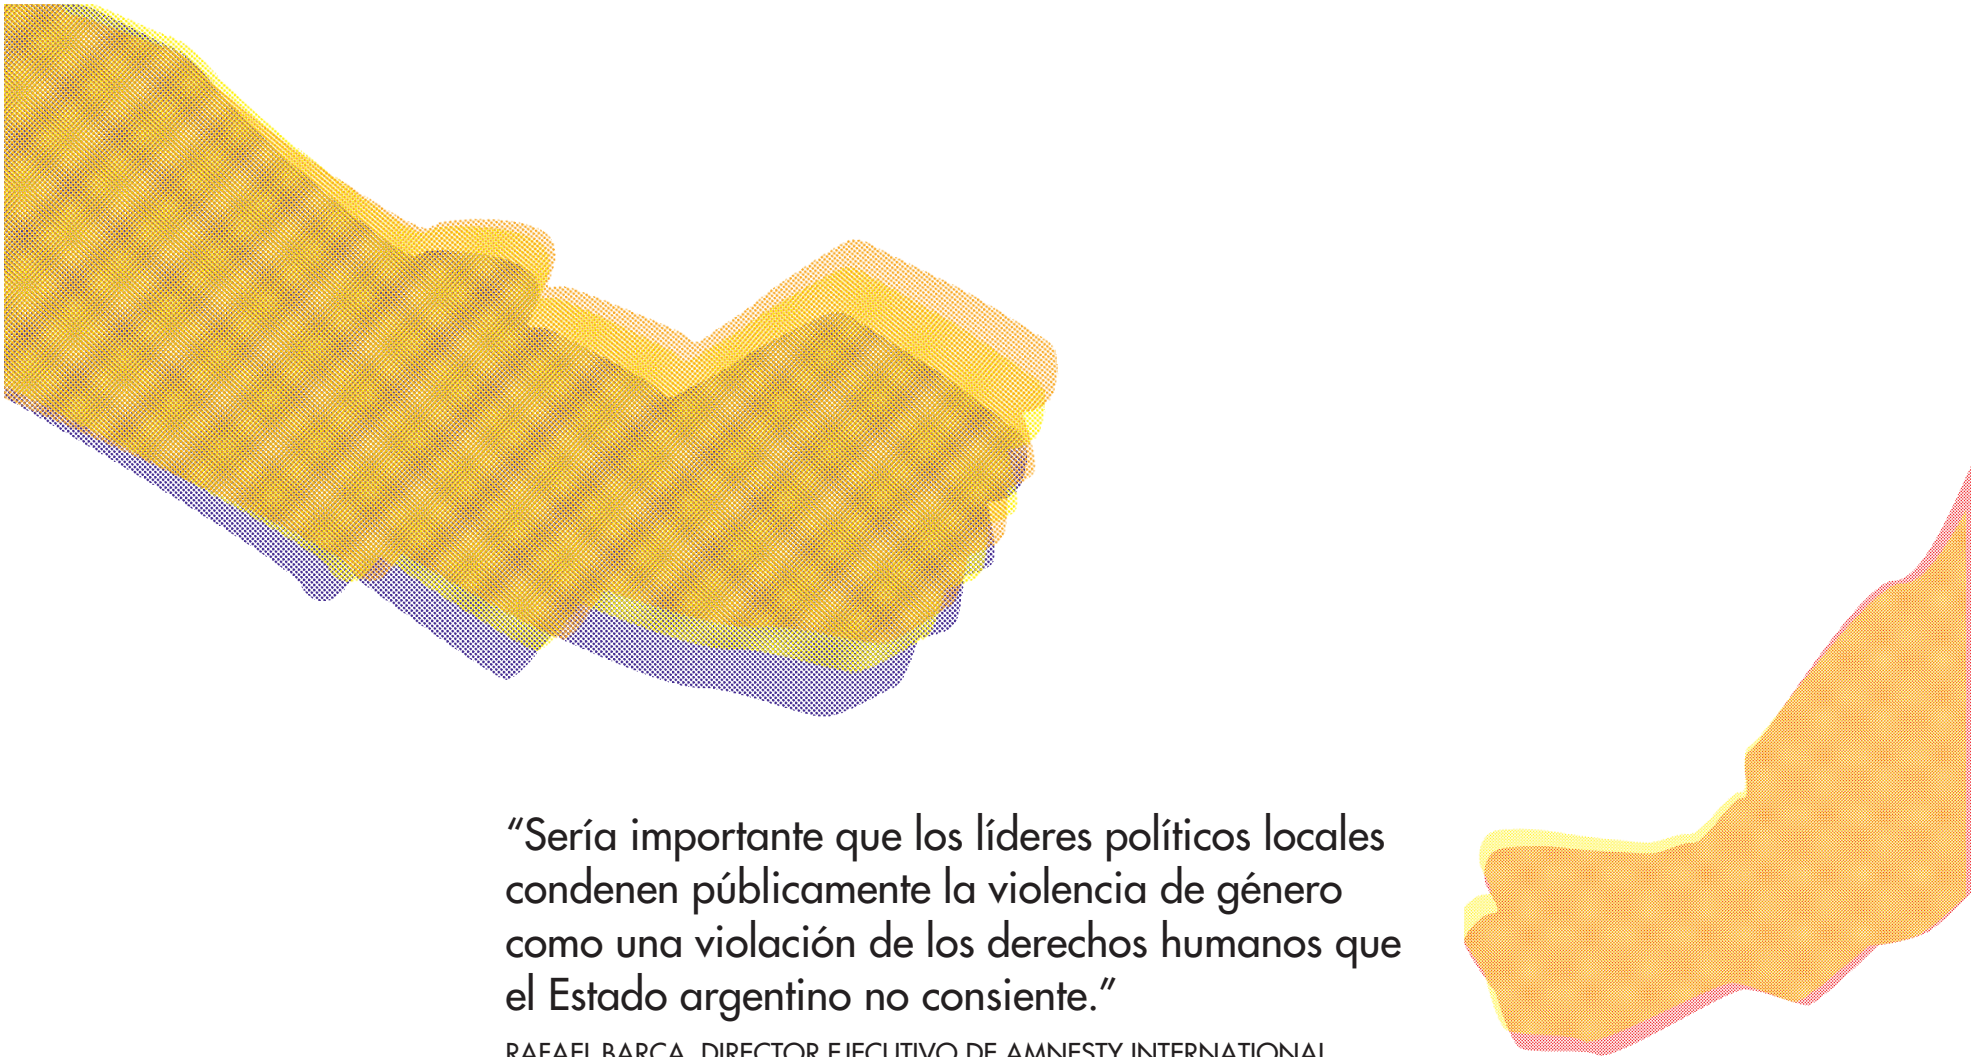 “Sería importante que los líderes políticos locales
condenen públicamente la violencia de género
como una violación de los derechos humanos que
el Estado argentino no consiente.”
RAFAEL BARCA, DIRECTOR EJECUTIVO DE AMNESTY INTERNATIONAL